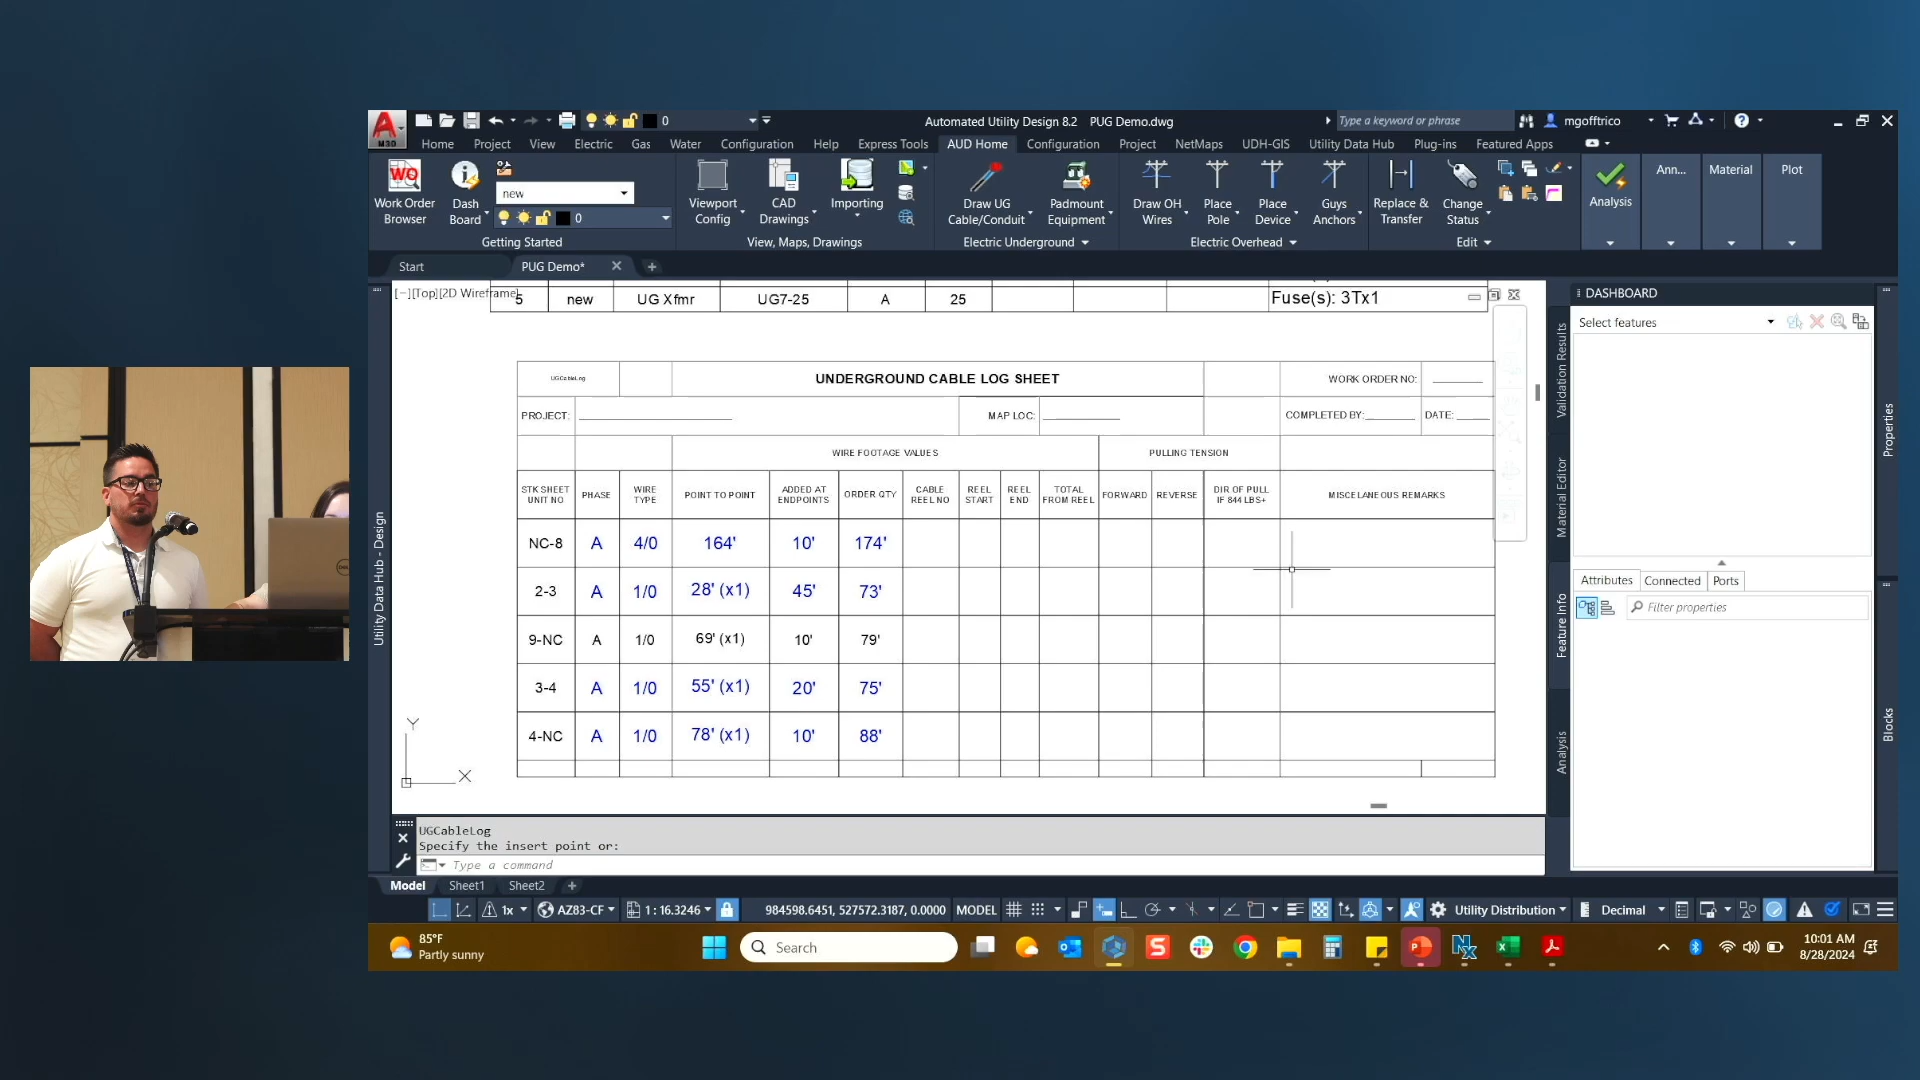 Automated Utility Design 8.2 PUG Demo.dwg
0
Type a keyword or phrase
mgofftrico
Home Project View Electric Gas Water Configuration Help Express Tools AUD Home Configuration Project NetMaps UDH-GIS Utility Data Hub Plug-ins Featured Apps
Work Order Browser
Dash Board
new
0
Getting Started
Viewport Config
CAD Drawings
Importing
View, Maps, Drawings
Draw UG Cable/Conduit
Padmount Equipment
Electric Underground
Draw OH Wires
Place Pole
Place Device
Guys Anchors
Electric Overhead
Replace & Transfer
Change Status
Edit
Analysis
Ann...
Material
Plot
Start
PUG Demo*
[−][Top][2D Wireframe]
5 new UG Xfmr UG7-25 A 25 Fuse(s): 3Tx1
UGCableLog
UNDERGROUND CABLE LOG SHEET
WORK ORDER NO:
PROJECT:
MAP LOC:
COMPLETED BY:
DATE:
WIRE FOOTAGE VALUES
PULLING TENSION
STK SHEET UNIT NO
PHASE
WIRE TYPE
POINT TO POINT
ADDED AT ENDPOINTS
ORDER QTY
CABLE REEL NO
REEL START
REEL END
TOTAL FROM REEL
FORWARD
REVERSE
DIR OF PULL IF 844 LBS+
MISCELANEOUS REMARKS
NC-8 A 4/0 164' 10' 174'
2-3 A 1/0 28' (x1) 45' 73'
9-NC A 1/0 69' (x1) 10' 79'
3-4 A 1/0 55' (x1) 20' 75'
4-NC A 1/0 78' (x1) 10' 88'
Y
X
Utility Data Hub - Design
UGCableLog
Specify the insert point or:
Type a command
Model Sheet1 Sheet2
DASHBOARD
Select features
Validation Results
Material Editor
Feature Info
Analysis
Attributes Connected Ports
Filter properties
Properties
Blocks
1x
AZ83-CF
1 : 16.3246
984598.6451, 527572.3187, 0.0000
MODEL
Utility Distribution
Decimal
85°F
Partly sunny
Search
10:01 AM
8/28/2024